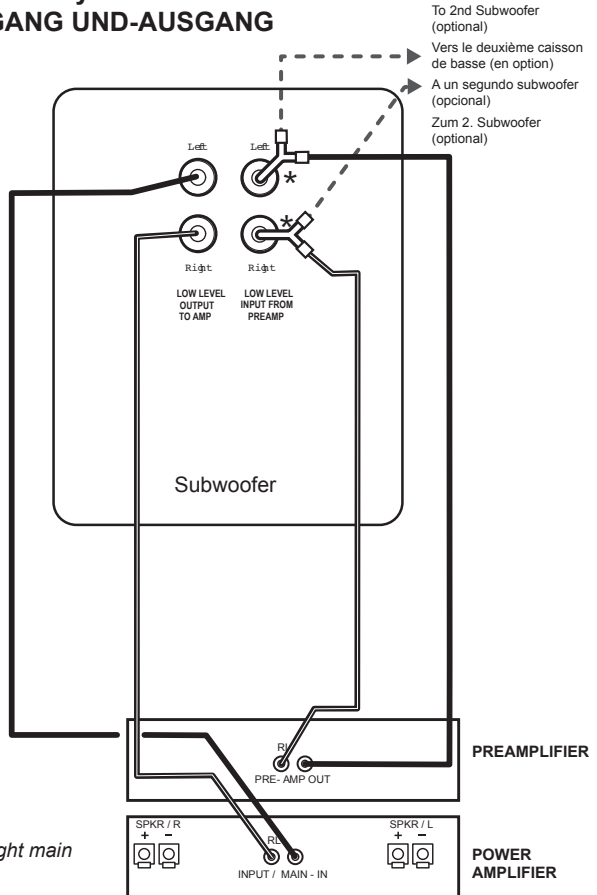 GANG UND-AUSGANG
To 2nd Subwoofer
(optional)
Vers le deuxième caisson
de basse (en option)
A un segundo subwoofer
(opcional)
Zum 2. Subwoofer
(optional)
Left
Left
*
*
Right
Right
LOW LEVEL
OUTPUT
TO AMP
LOW LEVEL
INPUT FROM
PREAMP
Subwoofer
RL
PRE- AMP OUT
PREAMPLIFIER
SPKR / R
+ –
SPKR / L
+ –
ght main
RL
INPUT / MAIN - IN
POWER
AMPLIFIER